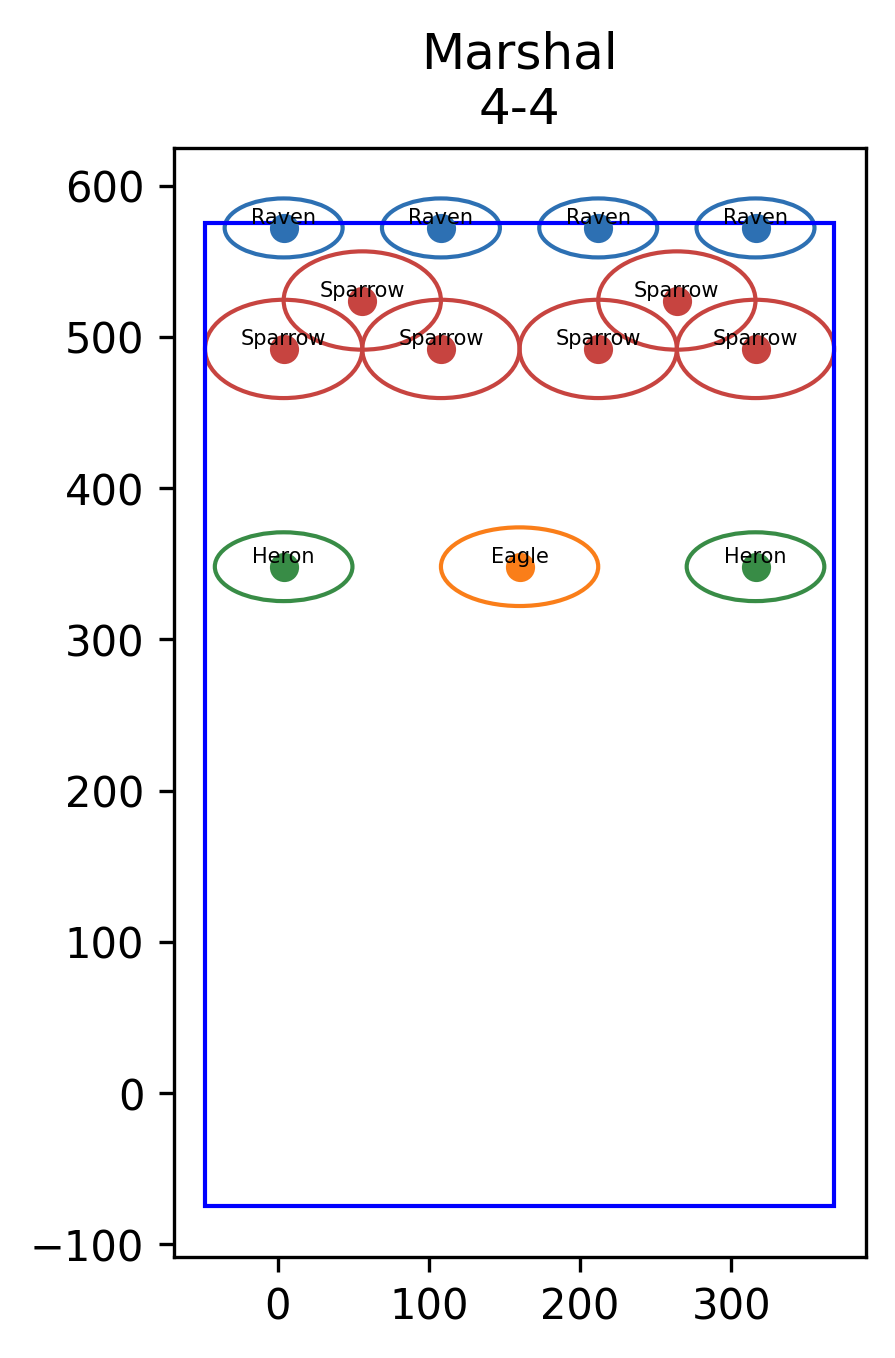 Marshal
4-4
600
Raven Raven Raven Raven
Sparrow Sparrow
500
Sparrow Sparrow Sparrow Sparrow
400
Heron Eagle Heron
300
200
100
0
−100
0 100 200 300